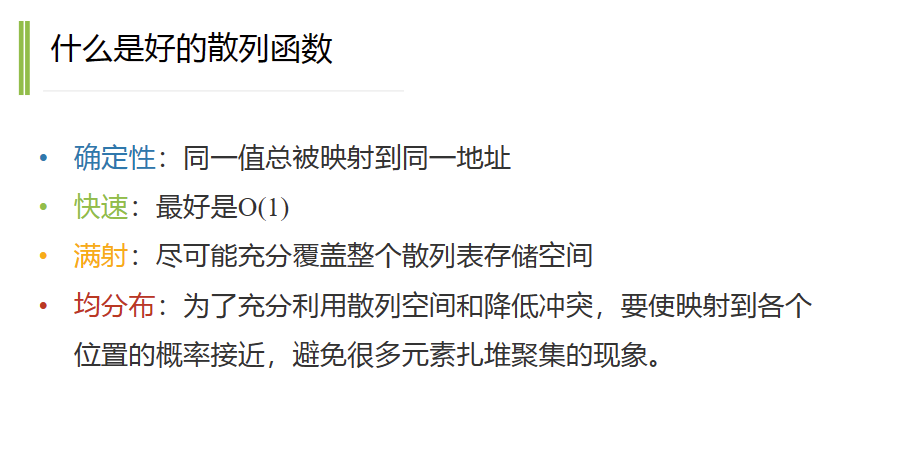 什么是好的散列函数
• 确定性：同一值总被映射到同一地址
• 快速：最好是O(1)
• 满射：尽可能充分覆盖整个散列表存储空间
• 均分布：为了充分利用散列空间和降低冲突，要使映射到各个
位置的概率接近，避免很多元素扎堆聚集的现象。